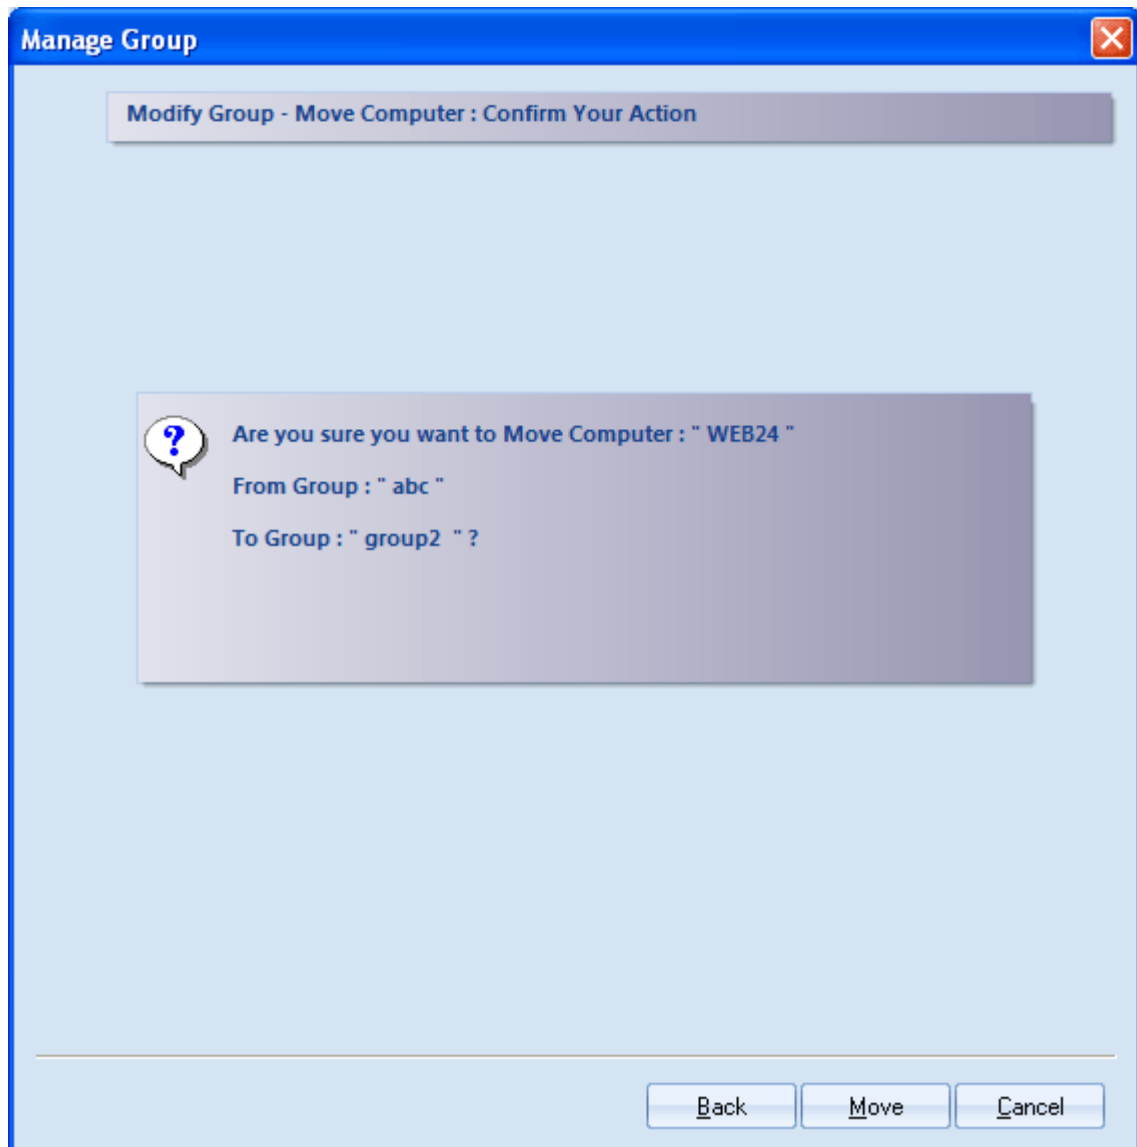 Manage Group
Modify Group - Move Computer : Confirm Your Action
?
Are you sure you want to Move Computer : " WEB24 "
From Group : " abc "
To Group : " group2  " ?
Back
Move
Cancel